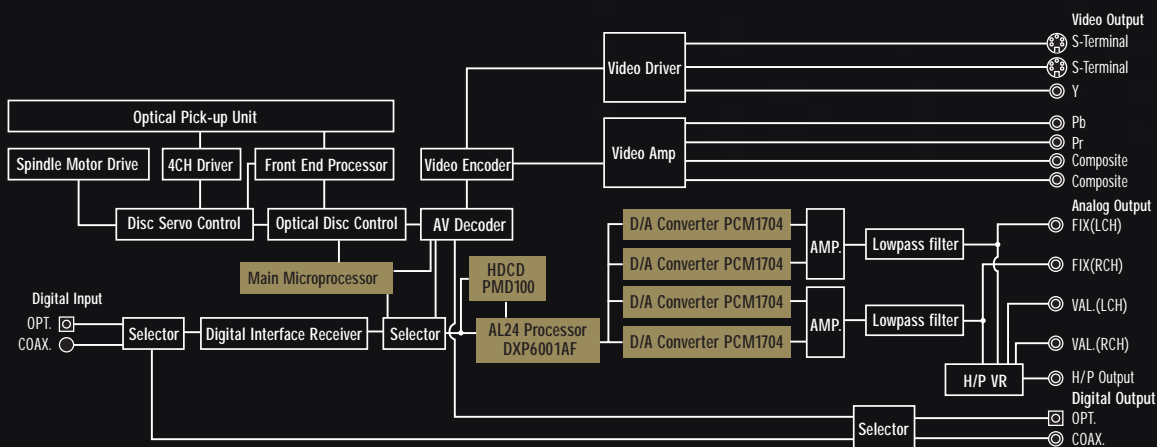 Video Output
S-Terminal
S-Terminal
Y
Video Driver
Optical Pick-up Unit
Pb
Pr
Composite
Composite
Video Amp
Spindle Motor Drive
4CH Driver
Front End Processor
Video Encoder
Analog Output
FIX(LCH)
Disc Servo Control
Optical Disc Control
AV Decoder
D/A Converter PCM1704
AMP.
Lowpass filter
D/A Converter PCM1704
FIX(RCH)
Main Microprocessor
HDCD
PMD100
Digital Input
D/A Converter PCM1704
VAL.(LCH)
OPT.
COAX.
Selector
Digital Interface Receiver
Selector
AL24 Processor
DXP6001AF
AMP.
Lowpass filter
D/A Converter PCM1704
VAL.(RCH)
H/P VR
H/P Output
Digital Output
OPT.
Selector
COAX.